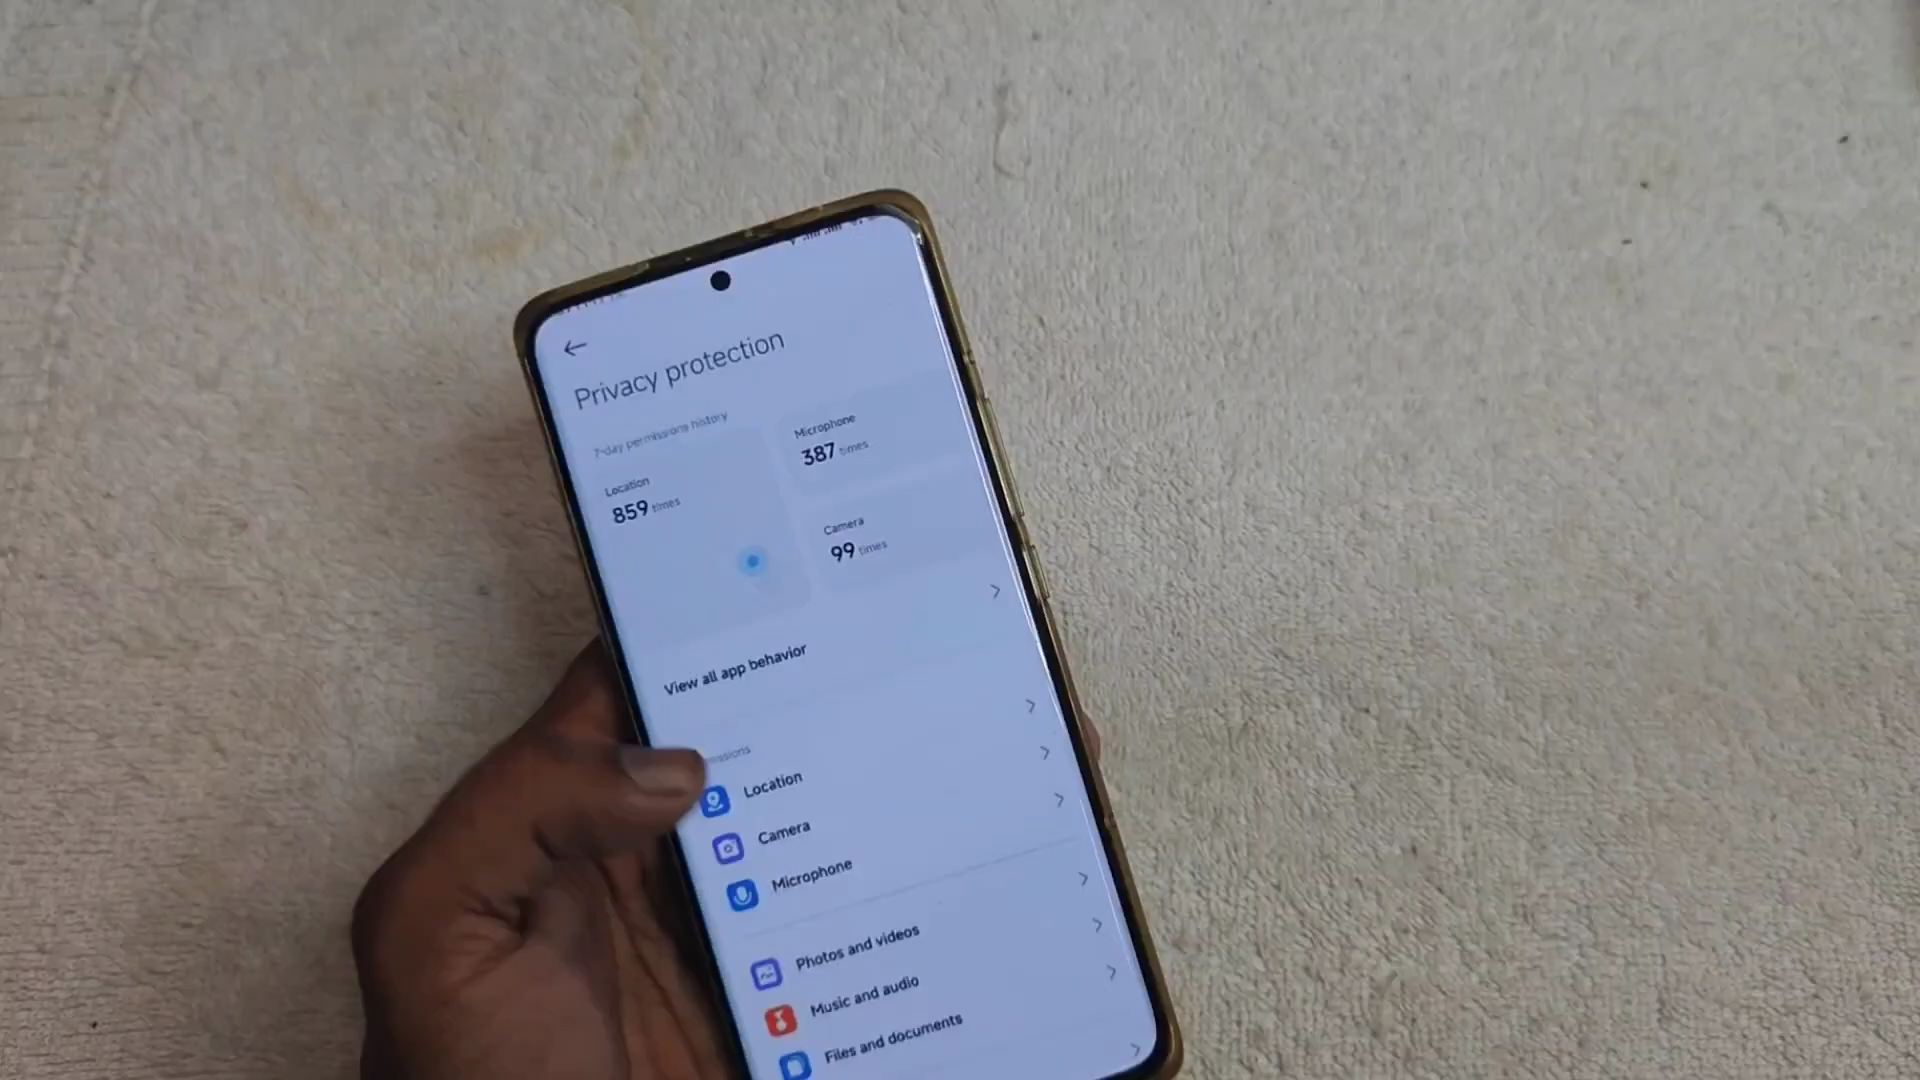 Privacy protection
7-day permissions history
Location
859 times
Microphone
387 times
Camera
99 times
View all app behavior
Location
Camera
Microphone
Photos and videos
Music and audio
Files and documents